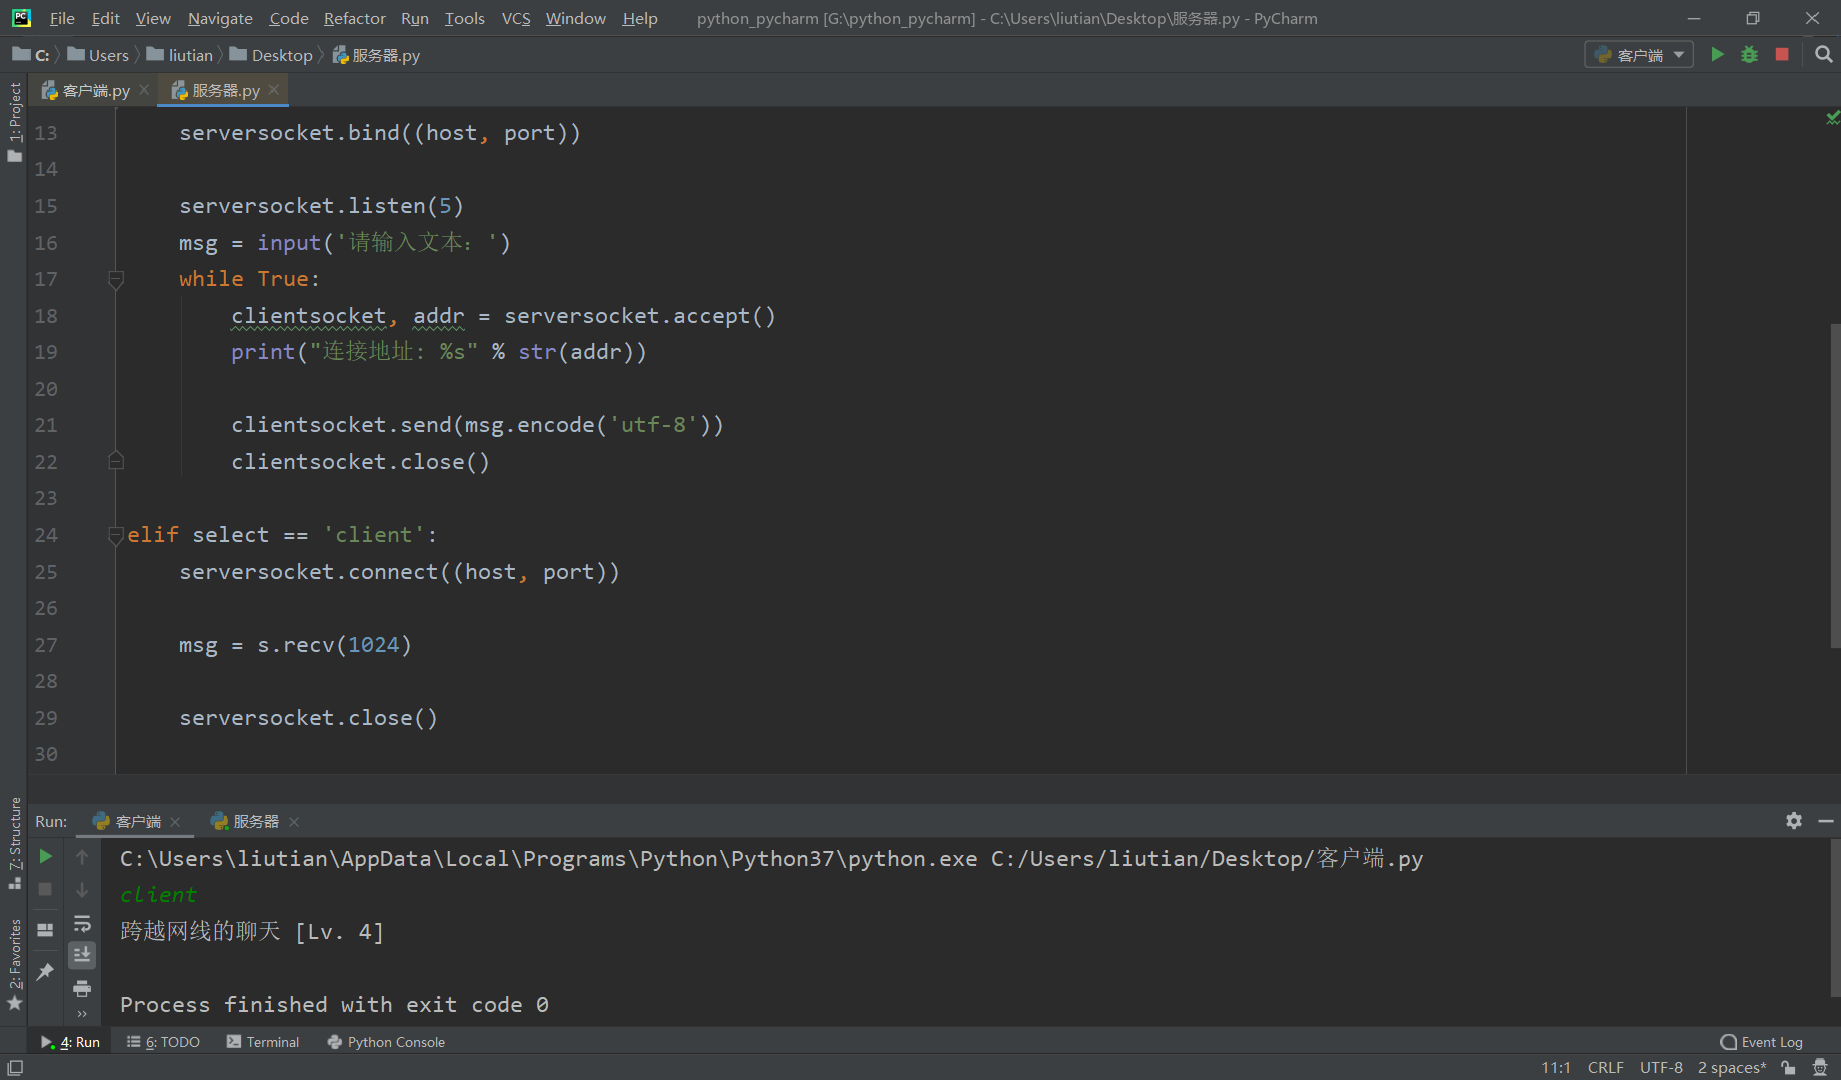 File Edit View Navigate Code Refactor Run Tools VCS Window Help python_pycharm [G:\python_pycharm] - C:\Users\liutian\Desktop\服务器.py - PyCharm
C: Users liutian Desktop 服务器.py 客户端
客户端.py 服务器.py
1: Project
13 serversocket.bind((host, port))
14
15 serversocket.listen(5)
16 msg = input('请输入文本：')
17 while True:
18 clientsocket, addr = serversocket.accept()
19 print("连接地址: %s" % str(addr))
20
21 clientsocket.send(msg.encode('utf-8'))
22 clientsocket.close()
23
24 elif select == 'client':
25 serversocket.connect((host, port))
26
27 msg = s.recv(1024)
28
29 serversocket.close()
30
7: Structure
2: Favorites
Run: 客户端 服务器
C:\Users\liutian\AppData\Local\Programs\Python\Python37\python.exe C:/Users/liutian/Desktop/客户端.py
client
跨越网线的聊天 [Lv. 4]
Process finished with exit code 0
4: Run 6: TODO Terminal Python Console Event Log
11:1 CRLF UTF-8 2 spaces*